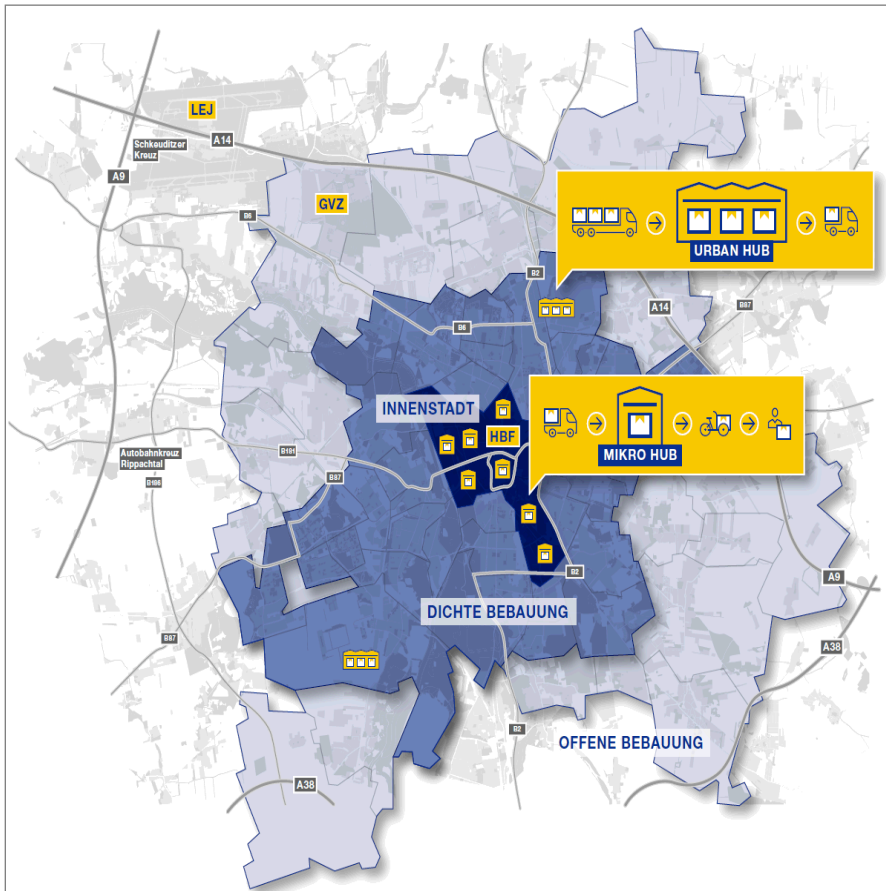 LEJ
A14
Schkeuditzer
Kreuz
A9
GVZ
B6
URBAN HUB
B2
A14
B87
B6
INNENSTADT
HBF
MIKRO HUB
B181
Autobahnkreuz
Rippachtal
B186
B87
B2
A9
DICHTE BEBAUUNG
B87
A38
B2
OFFENE BEBAUUNG
A38